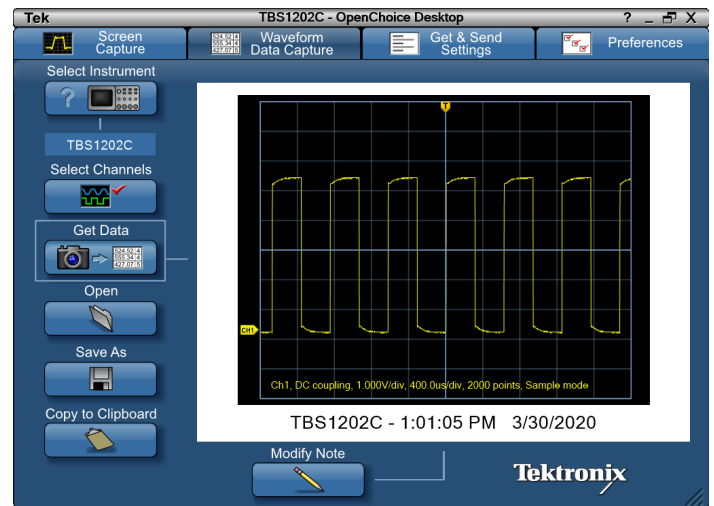 Tek
TBS1202C - OpenChoice Desktop
? _ X
Screen
Capture
Waveform
Data Capture
Get & Send
Settings
Preferences
Select Instrument
?
TBS1202C
Select Channels
Get Data
Open
Save As
Copy to Clipboard
T
CH1
Ch1, DC coupling, 1.000V/div, 400.0us/div, 2000 points, Sample mode
TBS1202C - 1:01:05 PM 3/30/2020
Modify Note
Tektronix